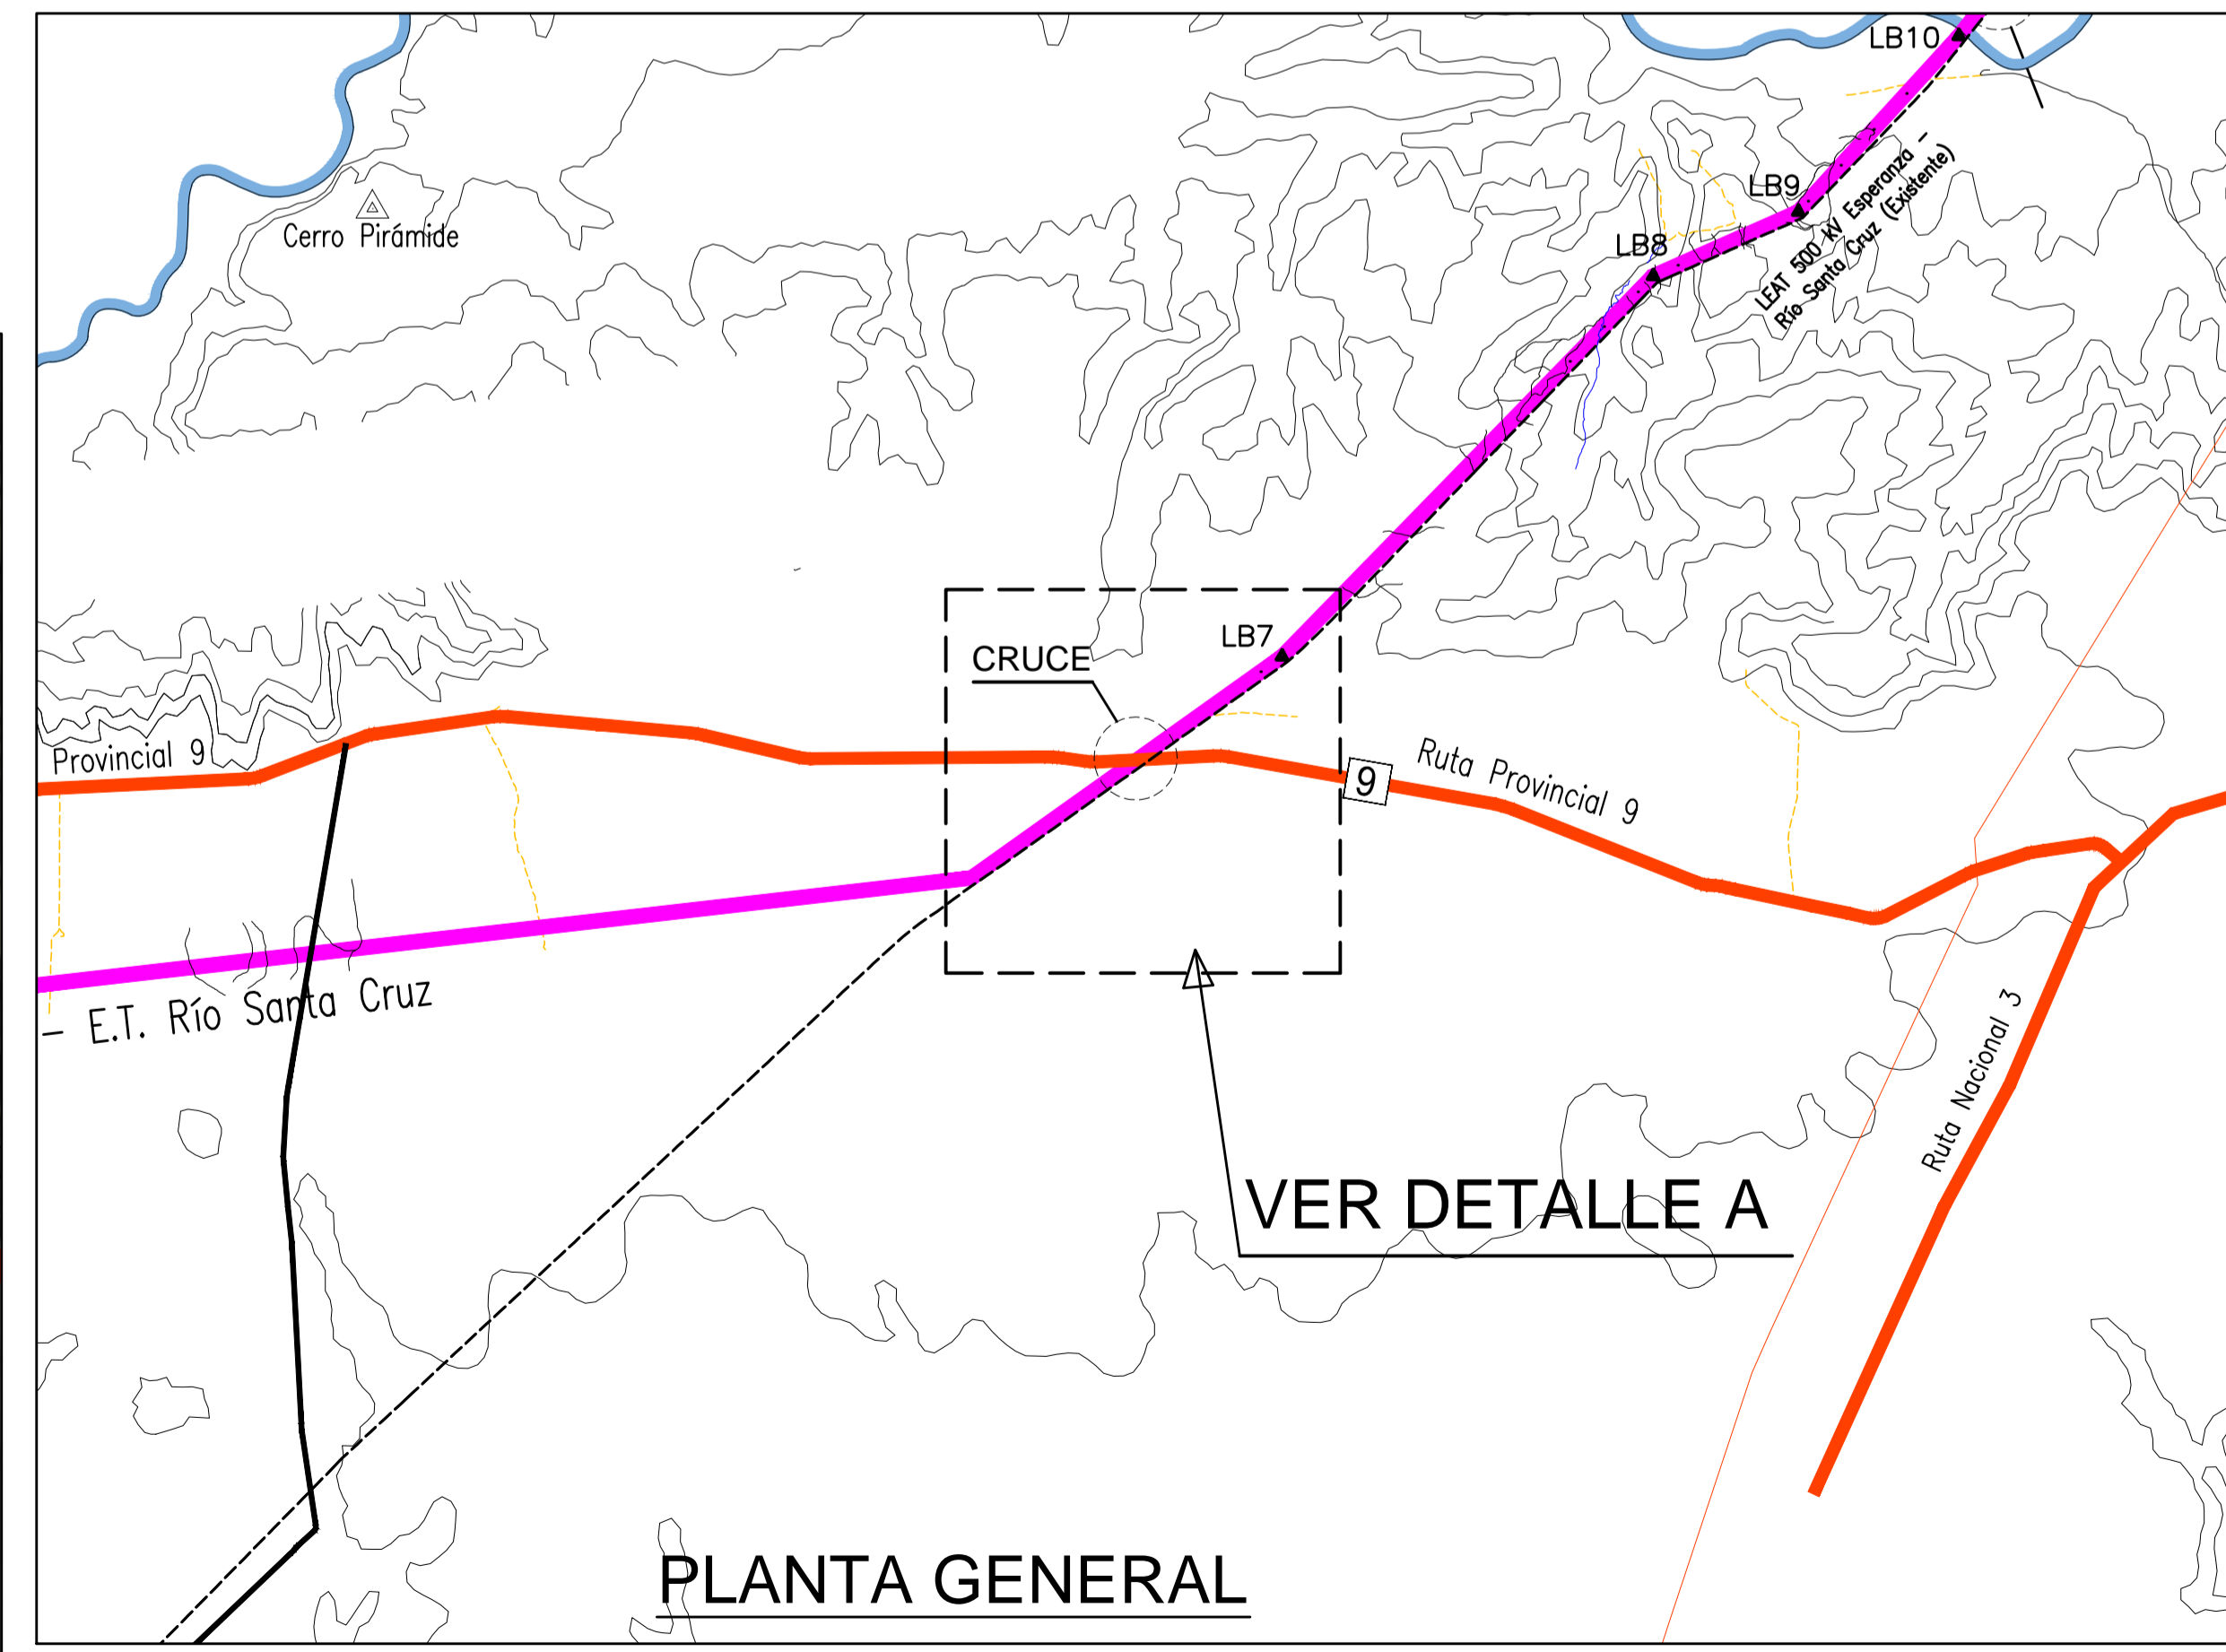 LB10
LB9
LEAT 500 kV Esperanza –
Río Santa Cruz (Existente)
Cerro Pirámide
LB8
LB7
CRUCE
Provincial 9
9
Ruta Provincial 9
– E.T. Río Santa Cruz
Ruta Nacional 3
VER DETALLE A
PLANTA GENERAL